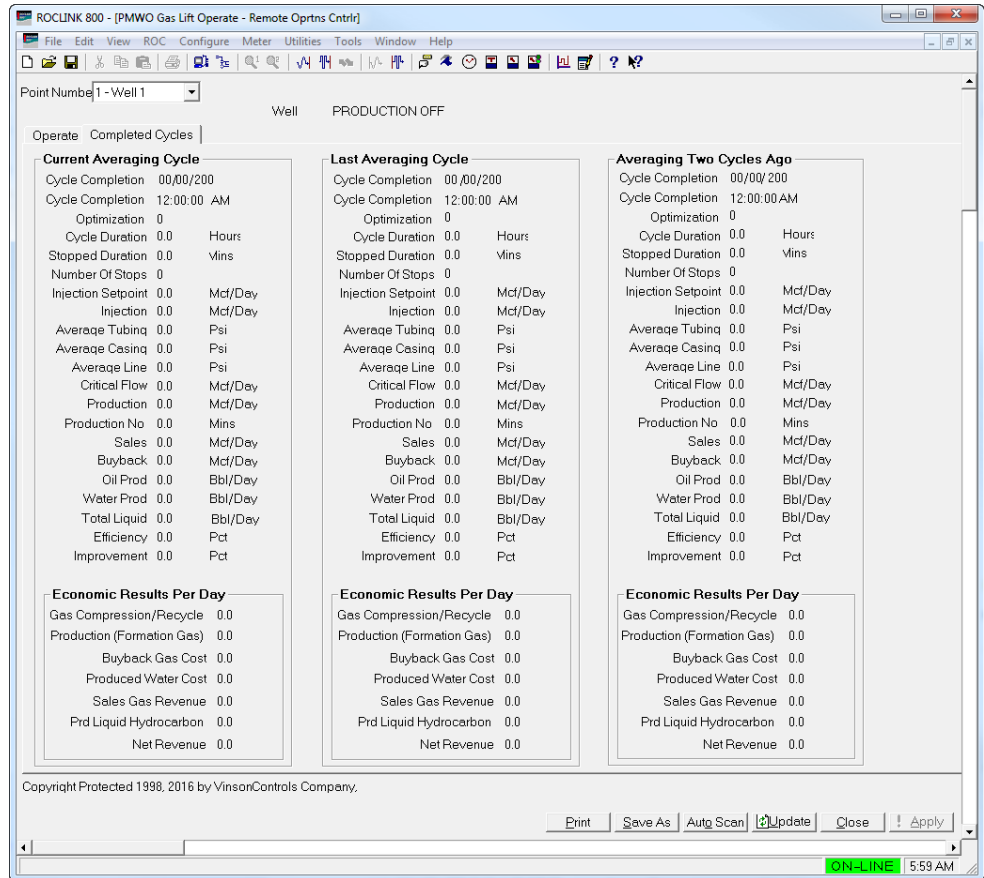 ROCLINK 800 - [PMWO Gas Lift Operate - Remote Oprtns Cntrlr]
File Edit View ROC Configure Meter Utilities Tools Window Help
Point Numbe 1 - Well 1
Well PRODUCTION OFF
Operate Completed Cycles
Current Averaging Cycle
Cycle Completion 00/00/200
Cycle Completion 12:00:00 AM
Optimization 0
Cycle Duration 0.0 Hours
Stopped Duration 0.0 Mins
Number Of Stops 0
Injection Setpoint 0.0 Mcf/Day
Injection 0.0 Mcf/Day
Average Tubing 0.0 Psi
Average Casing 0.0 Psi
Average Line 0.0 Psi
Critical Flow 0.0 Mcf/Day
Production 0.0 Mcf/Day
Production No 0.0 Mins
Sales 0.0 Mcf/Day
Buyback 0.0 Mcf/Day
Oil Prod 0.0 Bbl/Day
Water Prod 0.0 Bbl/Day
Total Liquid 0.0 Bbl/Day
Efficiency 0.0 Pct
Improvement 0.0 Pct
Economic Results Per Day
Gas Compression/Recycle 0.0
Production (Formation Gas) 0.0
Buyback Gas Cost 0.0
Produced Water Cost 0.0
Sales Gas Revenue 0.0
Prd Liquid Hydrocarbon 0.0
Net Revenue 0.0
Last Averaging Cycle
Cycle Completion 00/00/200
Cycle Completion 12:00:00 AM
Optimization 0
Cycle Duration 0.0 Hours
Stopped Duration 0.0 Mins
Number Of Stops 0
Injection Setpoint 0.0 Mcf/Day
Injection 0.0 Mcf/Day
Average Tubing 0.0 Psi
Average Casing 0.0 Psi
Average Line 0.0 Psi
Critical Flow 0.0 Mcf/Day
Production 0.0 Mcf/Day
Production No 0.0 Mins
Sales 0.0 Mcf/Day
Buyback 0.0 Mcf/Day
Oil Prod 0.0 Bbl/Day
Water Prod 0.0 Bbl/Day
Total Liquid 0.0 Bbl/Day
Efficiency 0.0 Pct
Improvement 0.0 Pct
Economic Results Per Day
Gas Compression/Recycle 0.0
Production (Formation Gas) 0.0
Buyback Gas Cost 0.0
Produced Water Cost 0.0
Sales Gas Revenue 0.0
Prd Liquid Hydrocarbon 0.0
Net Revenue 0.0
Averaging Two Cycles Ago
Cycle Completion 00/00/200
Cycle Completion 12:00:00 AM
Optimization 0
Cycle Duration 0.0 Hours
Stopped Duration 0.0 Mins
Number Of Stops 0
Injection Setpoint 0.0 Mcf/Day
Injection 0.0 Mcf/Day
Average Tubing 0.0 Psi
Average Casing 0.0 Psi
Average Line 0.0 Psi
Critical Flow 0.0 Mcf/Day
Production 0.0 Mcf/Day
Production No 0.0 Mins
Sales 0.0 Mcf/Day
Buyback 0.0 Mcf/Day
Oil Prod 0.0 Bbl/Day
Water Prod 0.0 Bbl/Day
Total Liquid 0.0 Bbl/Day
Efficiency 0.0 Pct
Improvement 0.0 Pct
Economic Results Per Day
Gas Compression/Recycle 0.0
Production (Formation Gas) 0.0
Buyback Gas Cost 0.0
Produced Water Cost 0.0
Sales Gas Revenue 0.0
Prd Liquid Hydrocarbon 0.0
Net Revenue 0.0
Copyright Protected 1998, 2016 by VinsonControls Company,
Print Save As Auto Scan Update Close ! Apply
ON-LINE 5:59 AM